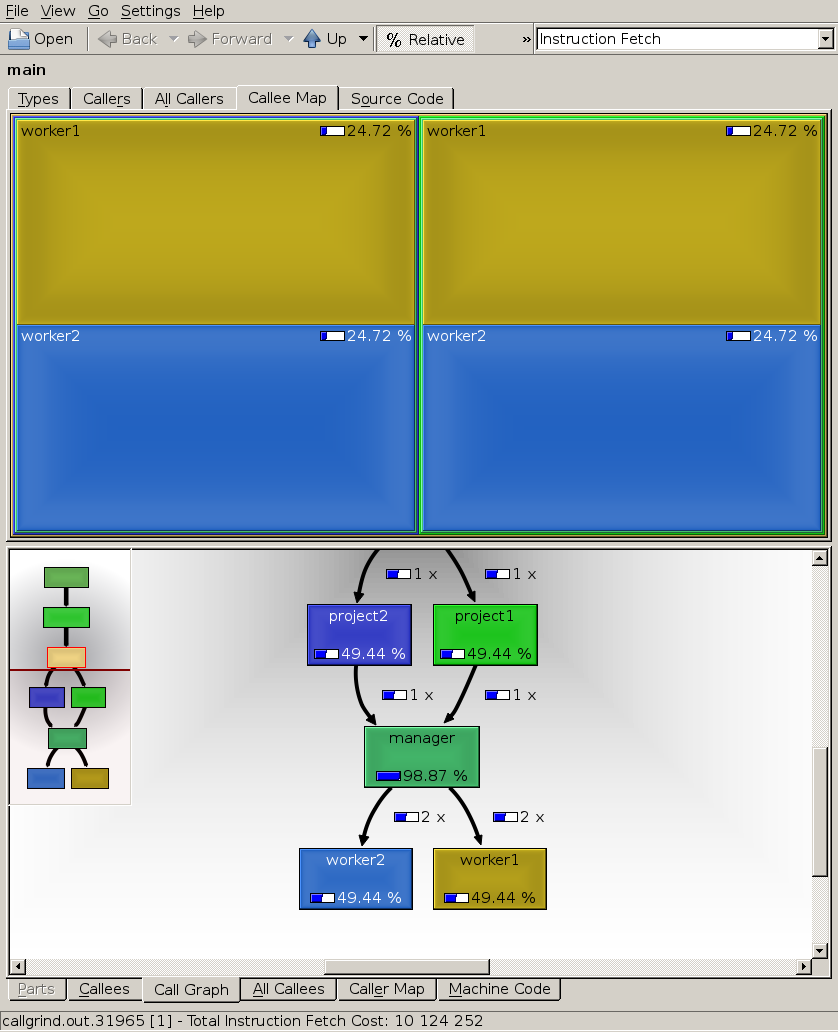 File View Go Settings Help
Open Back Forward Up % Relative » Instruction Fetch
main
Types Callers All Callers Callee Map Source Code
worker1 24.72 % worker1 24.72 %
worker2 24.72 % worker2 24.72 %
1 x 1 x
project2 project1
49.44 % 49.44 %
1 x 1 x
manager
98.87 %
2 x 2 x
worker2 worker1
49.44 % 49.44 %
Parts Callees Call Graph All Callees Caller Map Machine Code
callgrind.out.31965 [1] - Total Instruction Fetch Cost: 10 124 252